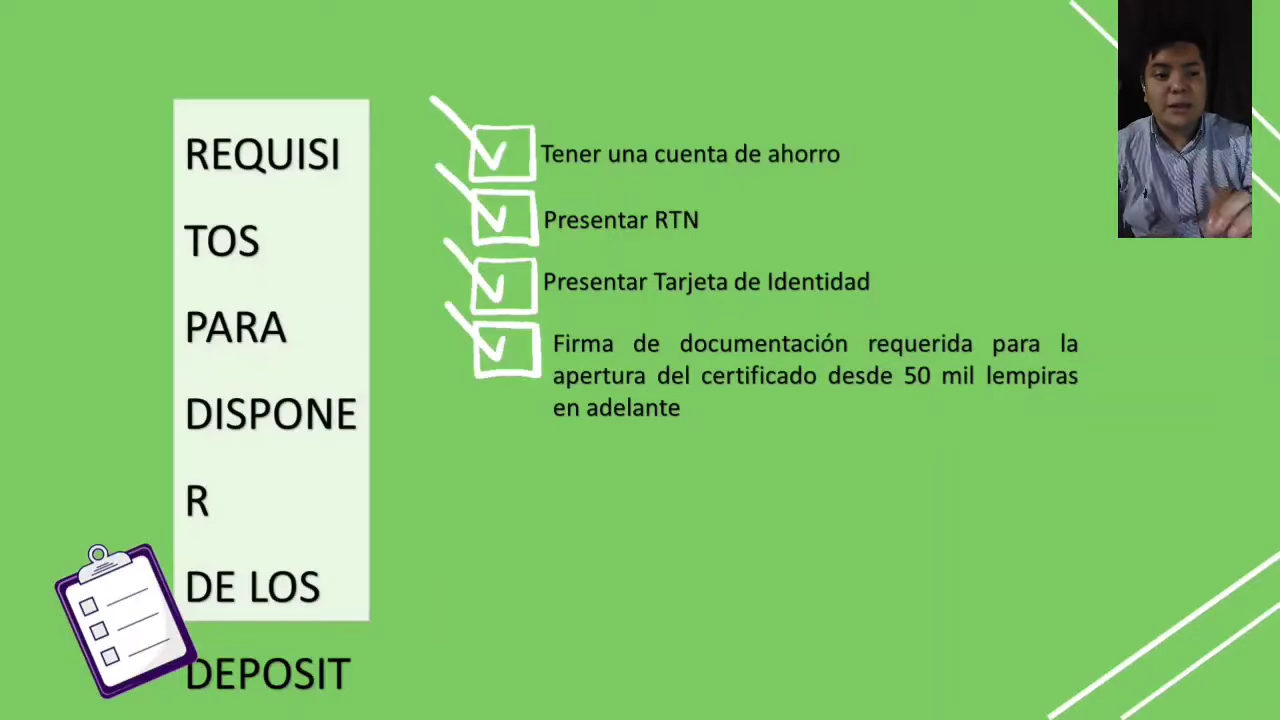 REQUISI
TOS
PARA
DISPONE
R
DE LOS
DEPOSIT
Tener una cuenta de ahorro
Presentar RTN
Presentar Tarjeta de Identidad
Firma de documentación requerida para la
apertura del certificado desde 50 mil lempiras
en adelante